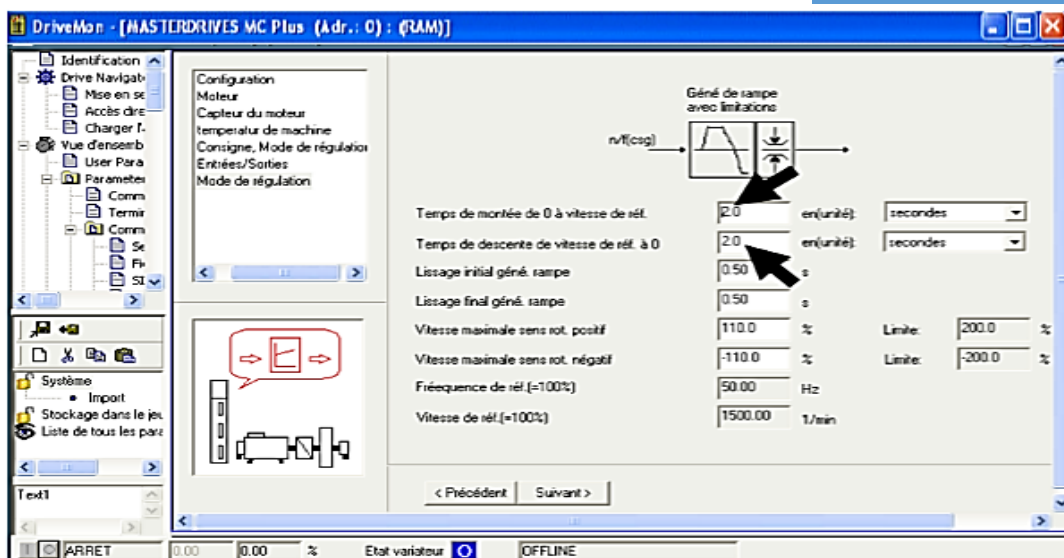 DriveMon - [MASTERDRIVES MC Plus (Adr.: 0) : (RAM)]
Identification
Drive Navigat
Mise en se
Accès dire
Charger l'-
Vue d'ensemb
User Para
Parameter
Comm
Termin
Comm
Se
Fi
SI
Système
Import
Stockage dans le jeu
Liste de tous les para
Text1
Configuration
Moteur
Capteur du moteur
temperatur de machine
Consigne, Mode de régulation
Entrées/Sorties
Mode de régulation
Géné de rampe
avec limitations
n/f(csg)
Temps de montée de 0 à vitesse de réf. 2.0 en(unité): secondes
Temps de descente de vitesse de réf. à 0 2.0 en(unité): secondes
Lissage initial géné. rampe 0.50 s
Lissage final géné. rampe 0.50 s
Vitesse maximale sens rot. positif 110.0 % Limite: 200.0 %
Vitesse maximale sens rot. négatif -110.0 % Limite: -200.0 %
Fréequence de réf.(=100%) 50.00 Hz
Vitesse de réf.(=100%) 1500.00 1/min
< Précédent Suivant >
ARRET 0.00 0.00 % Etat variateur OFFLINE